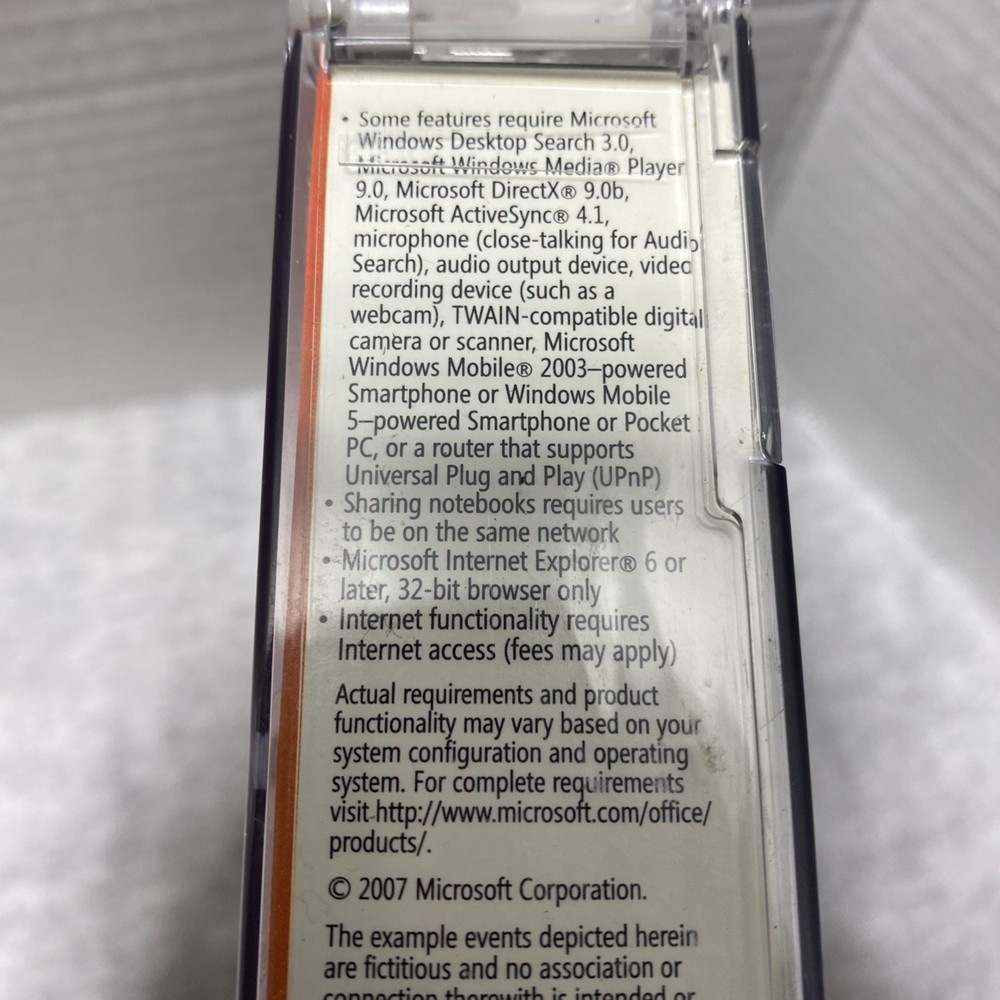 • Some features require Microsoft
Windows Desktop Search 3.0,
Microsoft Windows Media® Player
9.0, Microsoft DirectX® 9.0b,
Microsoft ActiveSync® 4.1,
microphone (close-talking for Audio
Search), audio output device, video
recording device (such as a
webcam), TWAIN-compatible digital
camera or scanner, Microsoft
Windows Mobile® 2003–powered
Smartphone or Windows Mobile
5–powered Smartphone or Pocket
PC, or a router that supports
Universal Plug and Play (UPnP)
• Sharing notebooks requires users
to be on the same network
• Microsoft Internet Explorer® 6 or
later, 32-bit browser only
• Internet functionality requires
Internet access (fees may apply)
Actual requirements and product
functionality may vary based on your
system configuration and operating
system. For complete requirements
visit http://www.microsoft.com/office/
products/.
© 2007 Microsoft Corporation.
The example events depicted herein
are fictitious and no association or
connection therewith is intended or